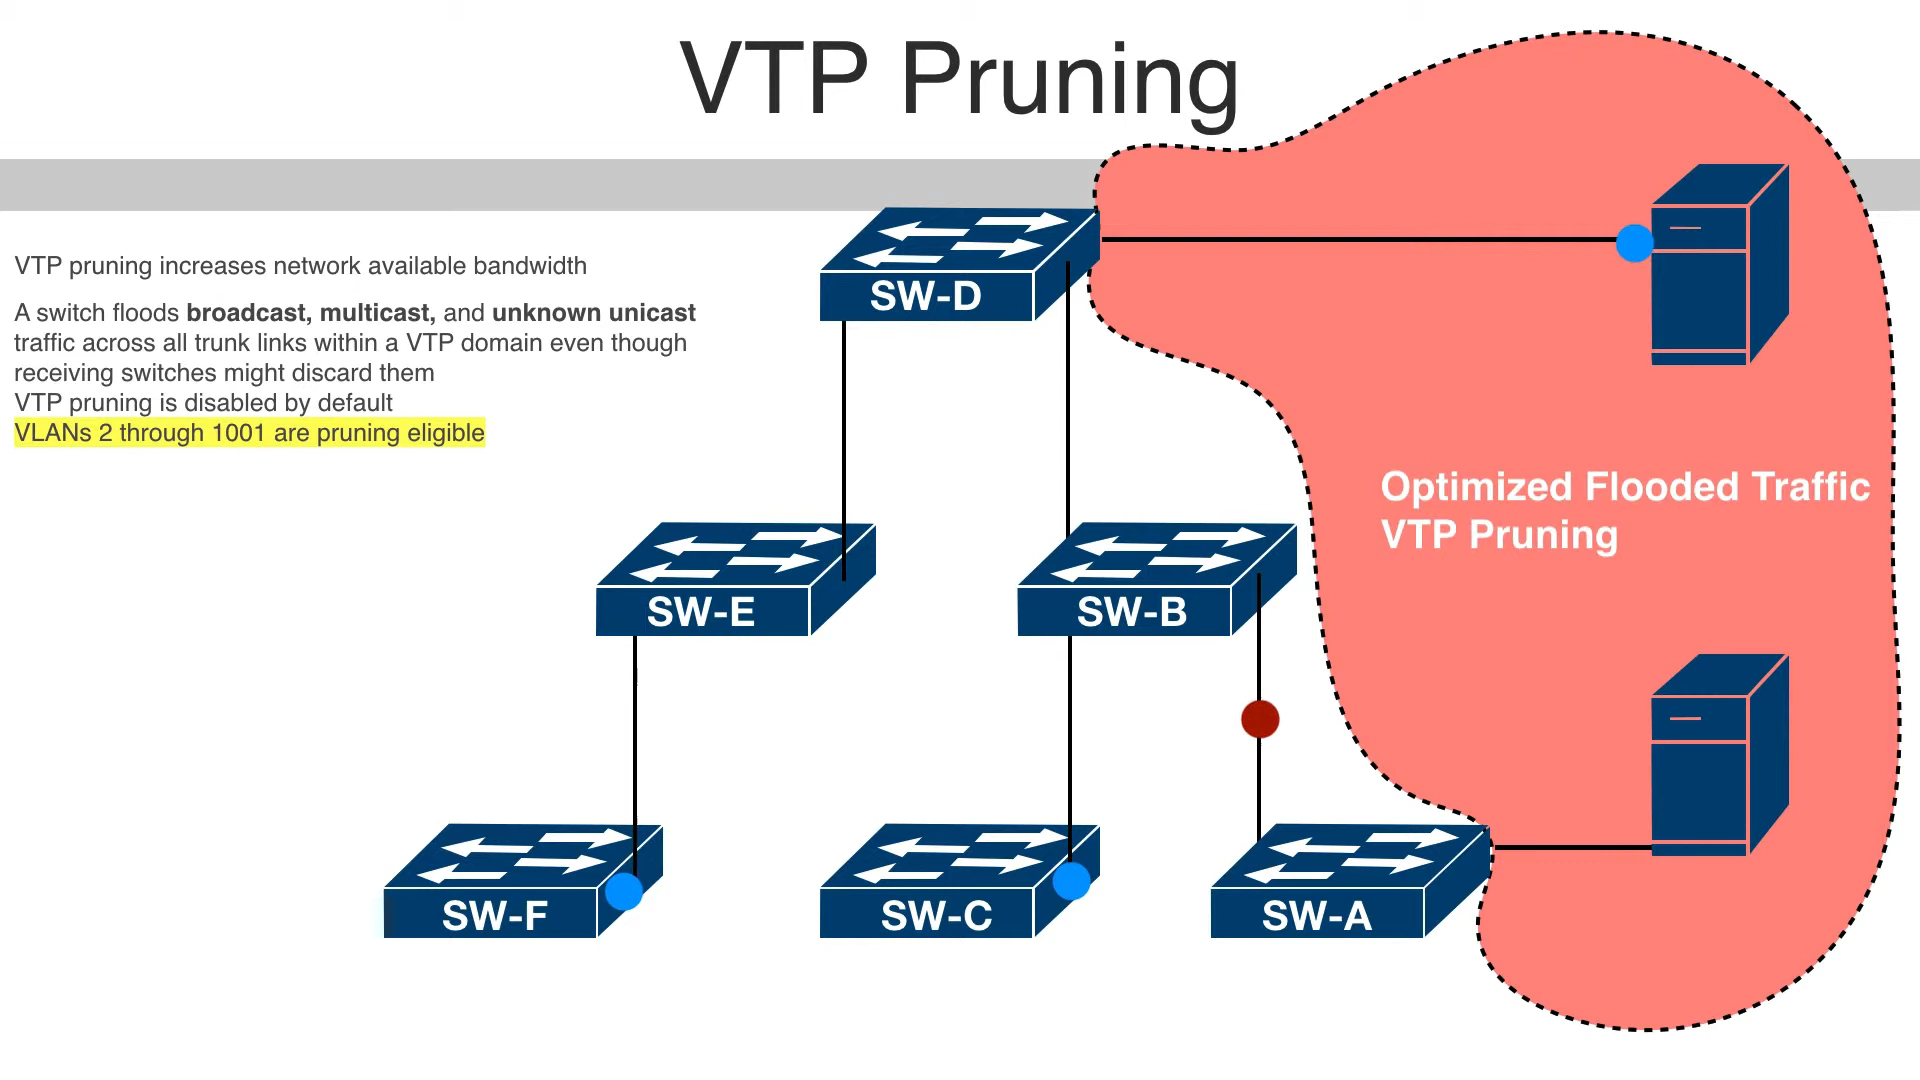 VTP Pruning
VTP pruning increases network available bandwidth
A switch floods broadcast, multicast, and unknown unicast
traffic across all trunk links within a VTP domain even though
receiving switches might discard them
VTP pruning is disabled by default
VLANs 2 through 1001 are pruning eligible
SW-D
Optimized Flooded Traffic
VTP Pruning
SW-E
SW-B
SW-F
SW-C
SW-A